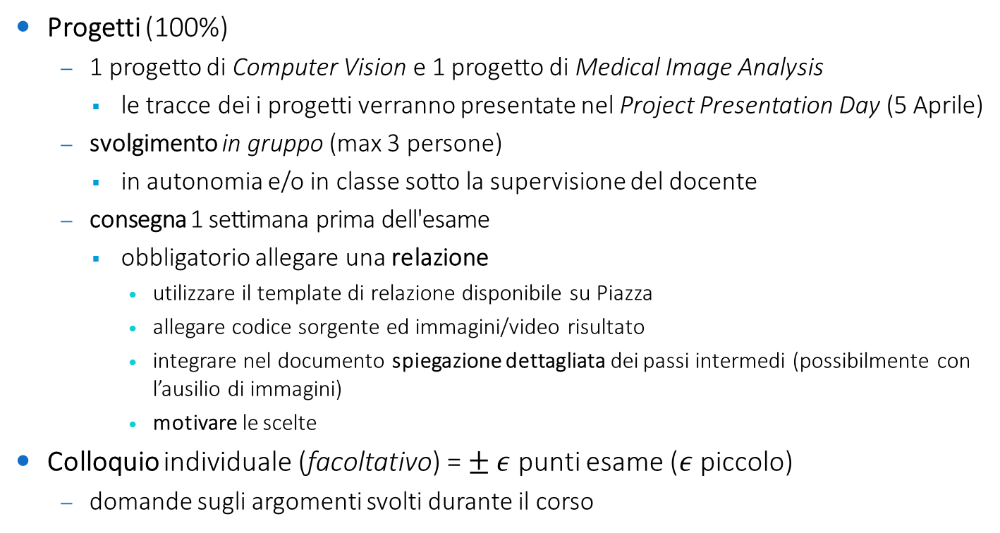 • Progetti (100%)
– 1 progetto di Computer Vision e 1 progetto di Medical Image Analysis
▪ le tracce dei i progetti verranno presentate nel Project Presentation Day (5 Aprile)
– svolgimento in gruppo (max 3 persone)
▪ in autonomia e/o in classe sotto la supervisione del docente
– consegna 1 settimana prima dell'esame
▪ obbligatorio allegare una relazione
• utilizzare il template di relazione disponibile su Piazza
• allegare codice sorgente ed immagini/video risultato
• integrare nel documento spiegazione dettagliata dei passi intermedi (possibilmente con
l’ausilio di immagini)
• motivare le scelte
• Colloquio individuale (facoltativo) = ± ϵ punti esame (ϵ piccolo)
– domande sugli argomenti svolti durante il corso